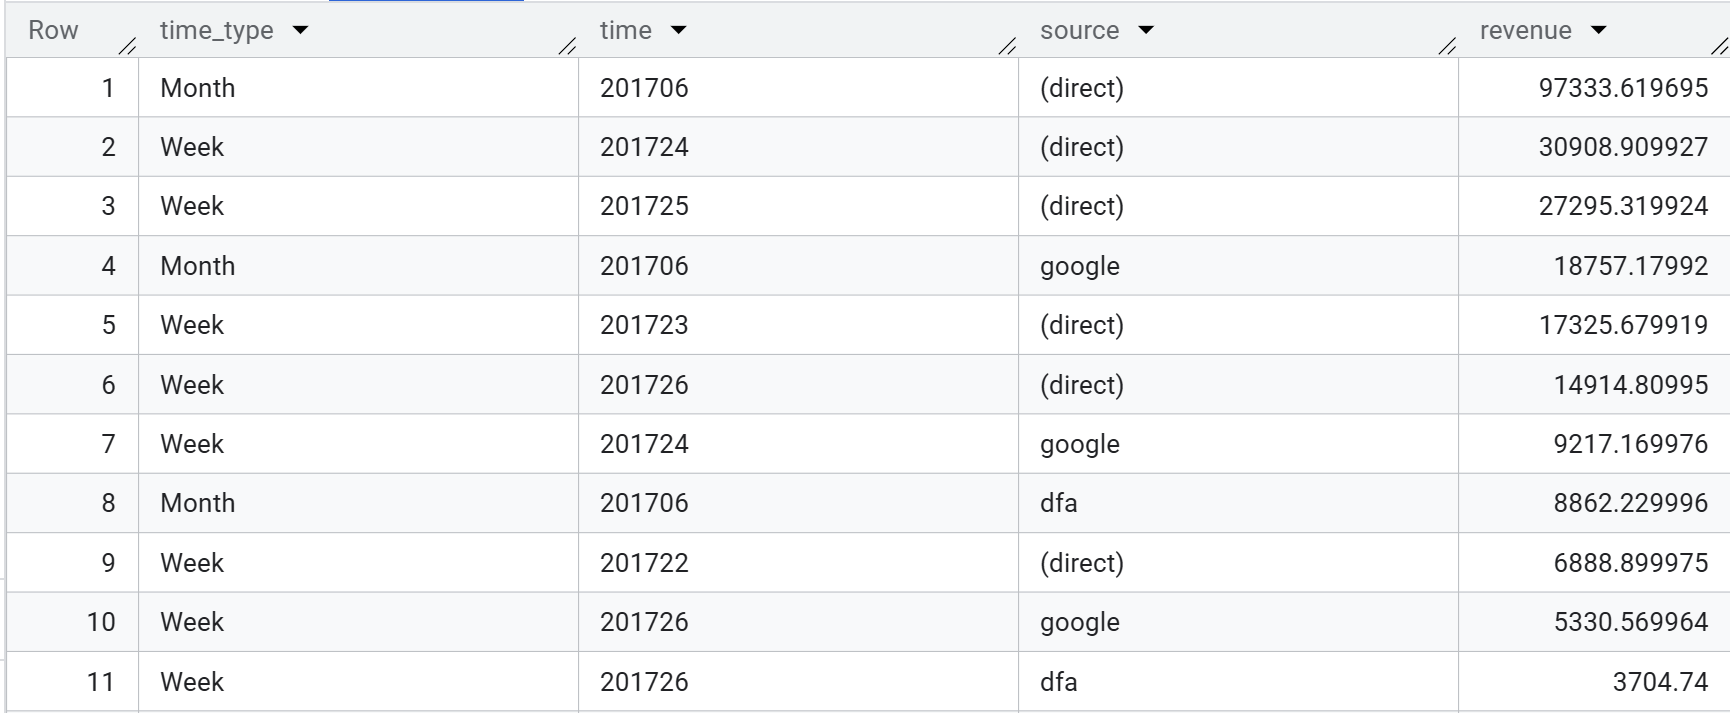 Row time_type time source revenue
1 Month 201706 (direct) 97333.619695
2 Week 201724 (direct) 30908.909927
3 Week 201725 (direct) 27295.319924
4 Month 201706 google 18757.17992
5 Week 201723 (direct) 17325.679919
6 Week 201726 (direct) 14914.80995
7 Week 201724 google 9217.169976
8 Month 201706 dfa 8862.229996
9 Week 201722 (direct) 6888.899975
10 Week 201726 google 5330.569964
11 Week 201726 dfa 3704.74